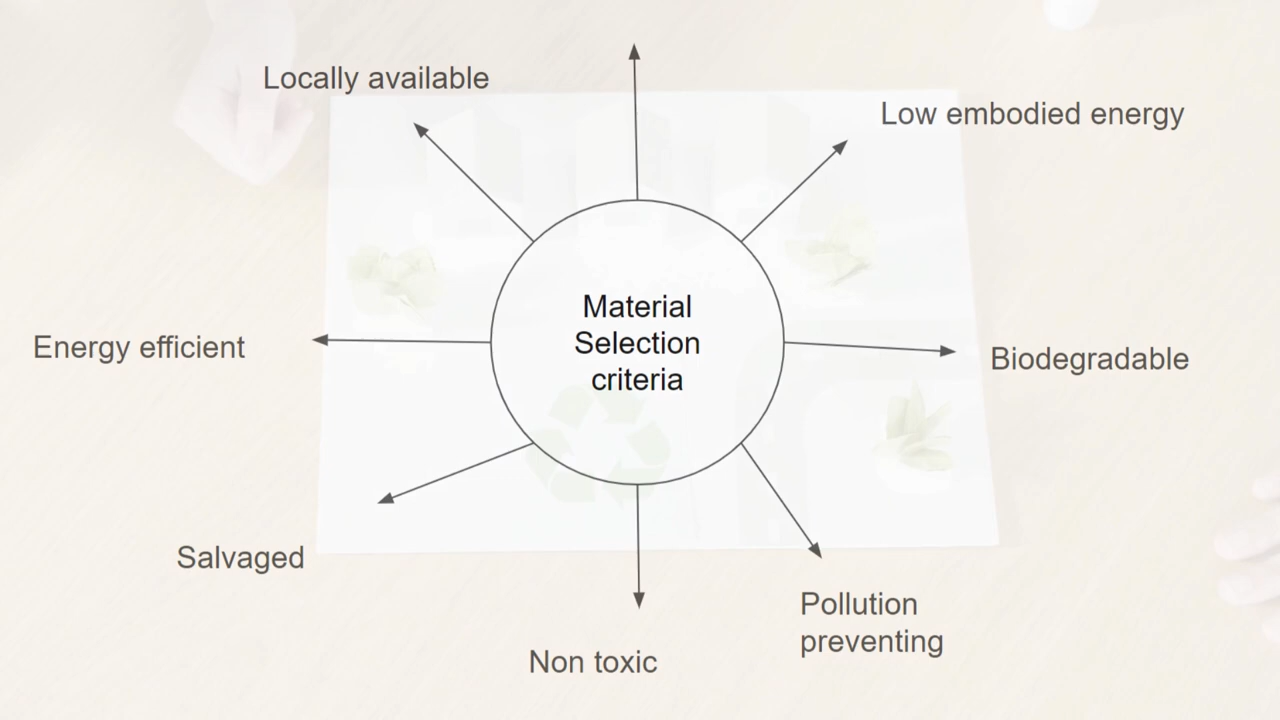 Locally available
Low embodied energy
Material
Selection
criteria
Energy efficient
Biodegradable
Salvaged
Pollution
preventing
Non toxic